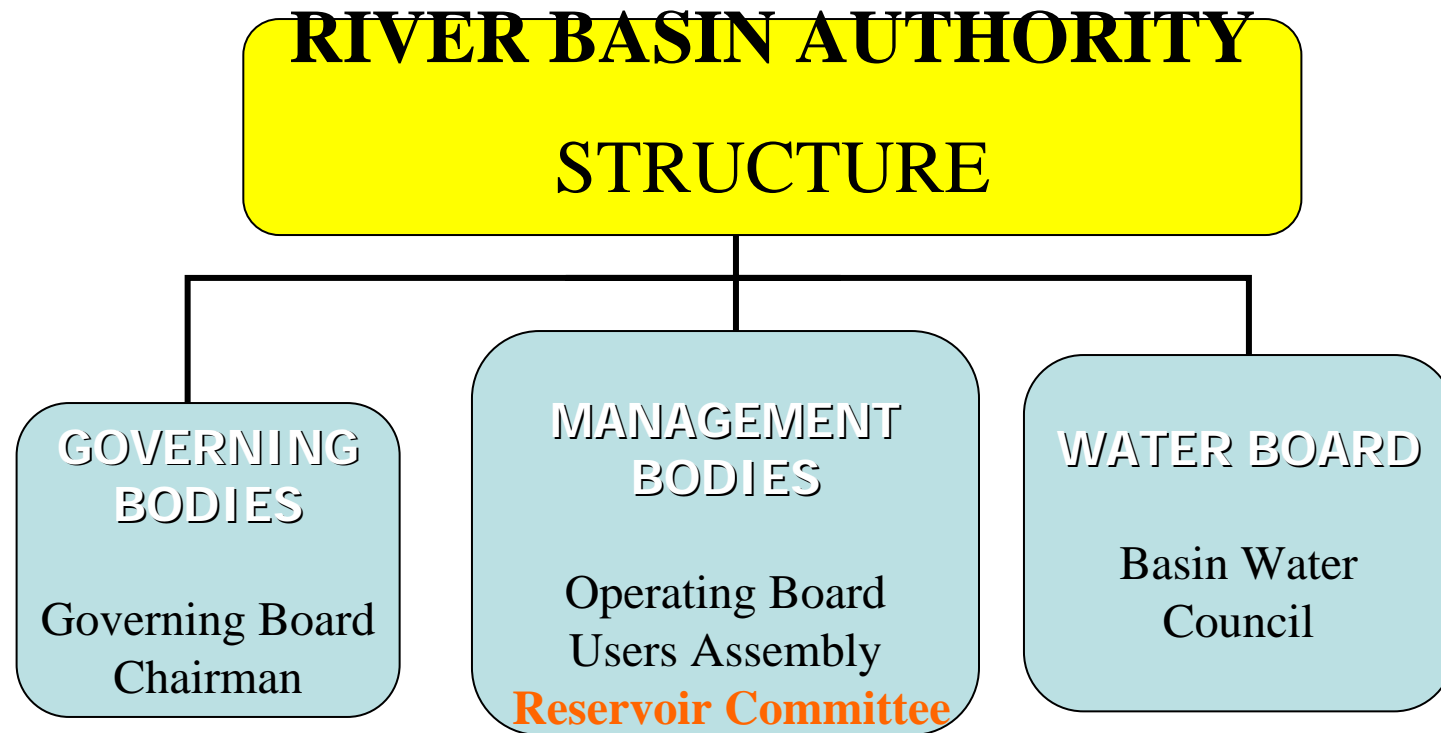 RIVER BASIN AUTHORITY
STRUCTURE
GOVERNING
BODIES
Governing Board
Chairman
MANAGEMENT
BODIES
Operating Board
Users Assembly
Reservoir Committee
WATER BOARD
Basin Water
Council